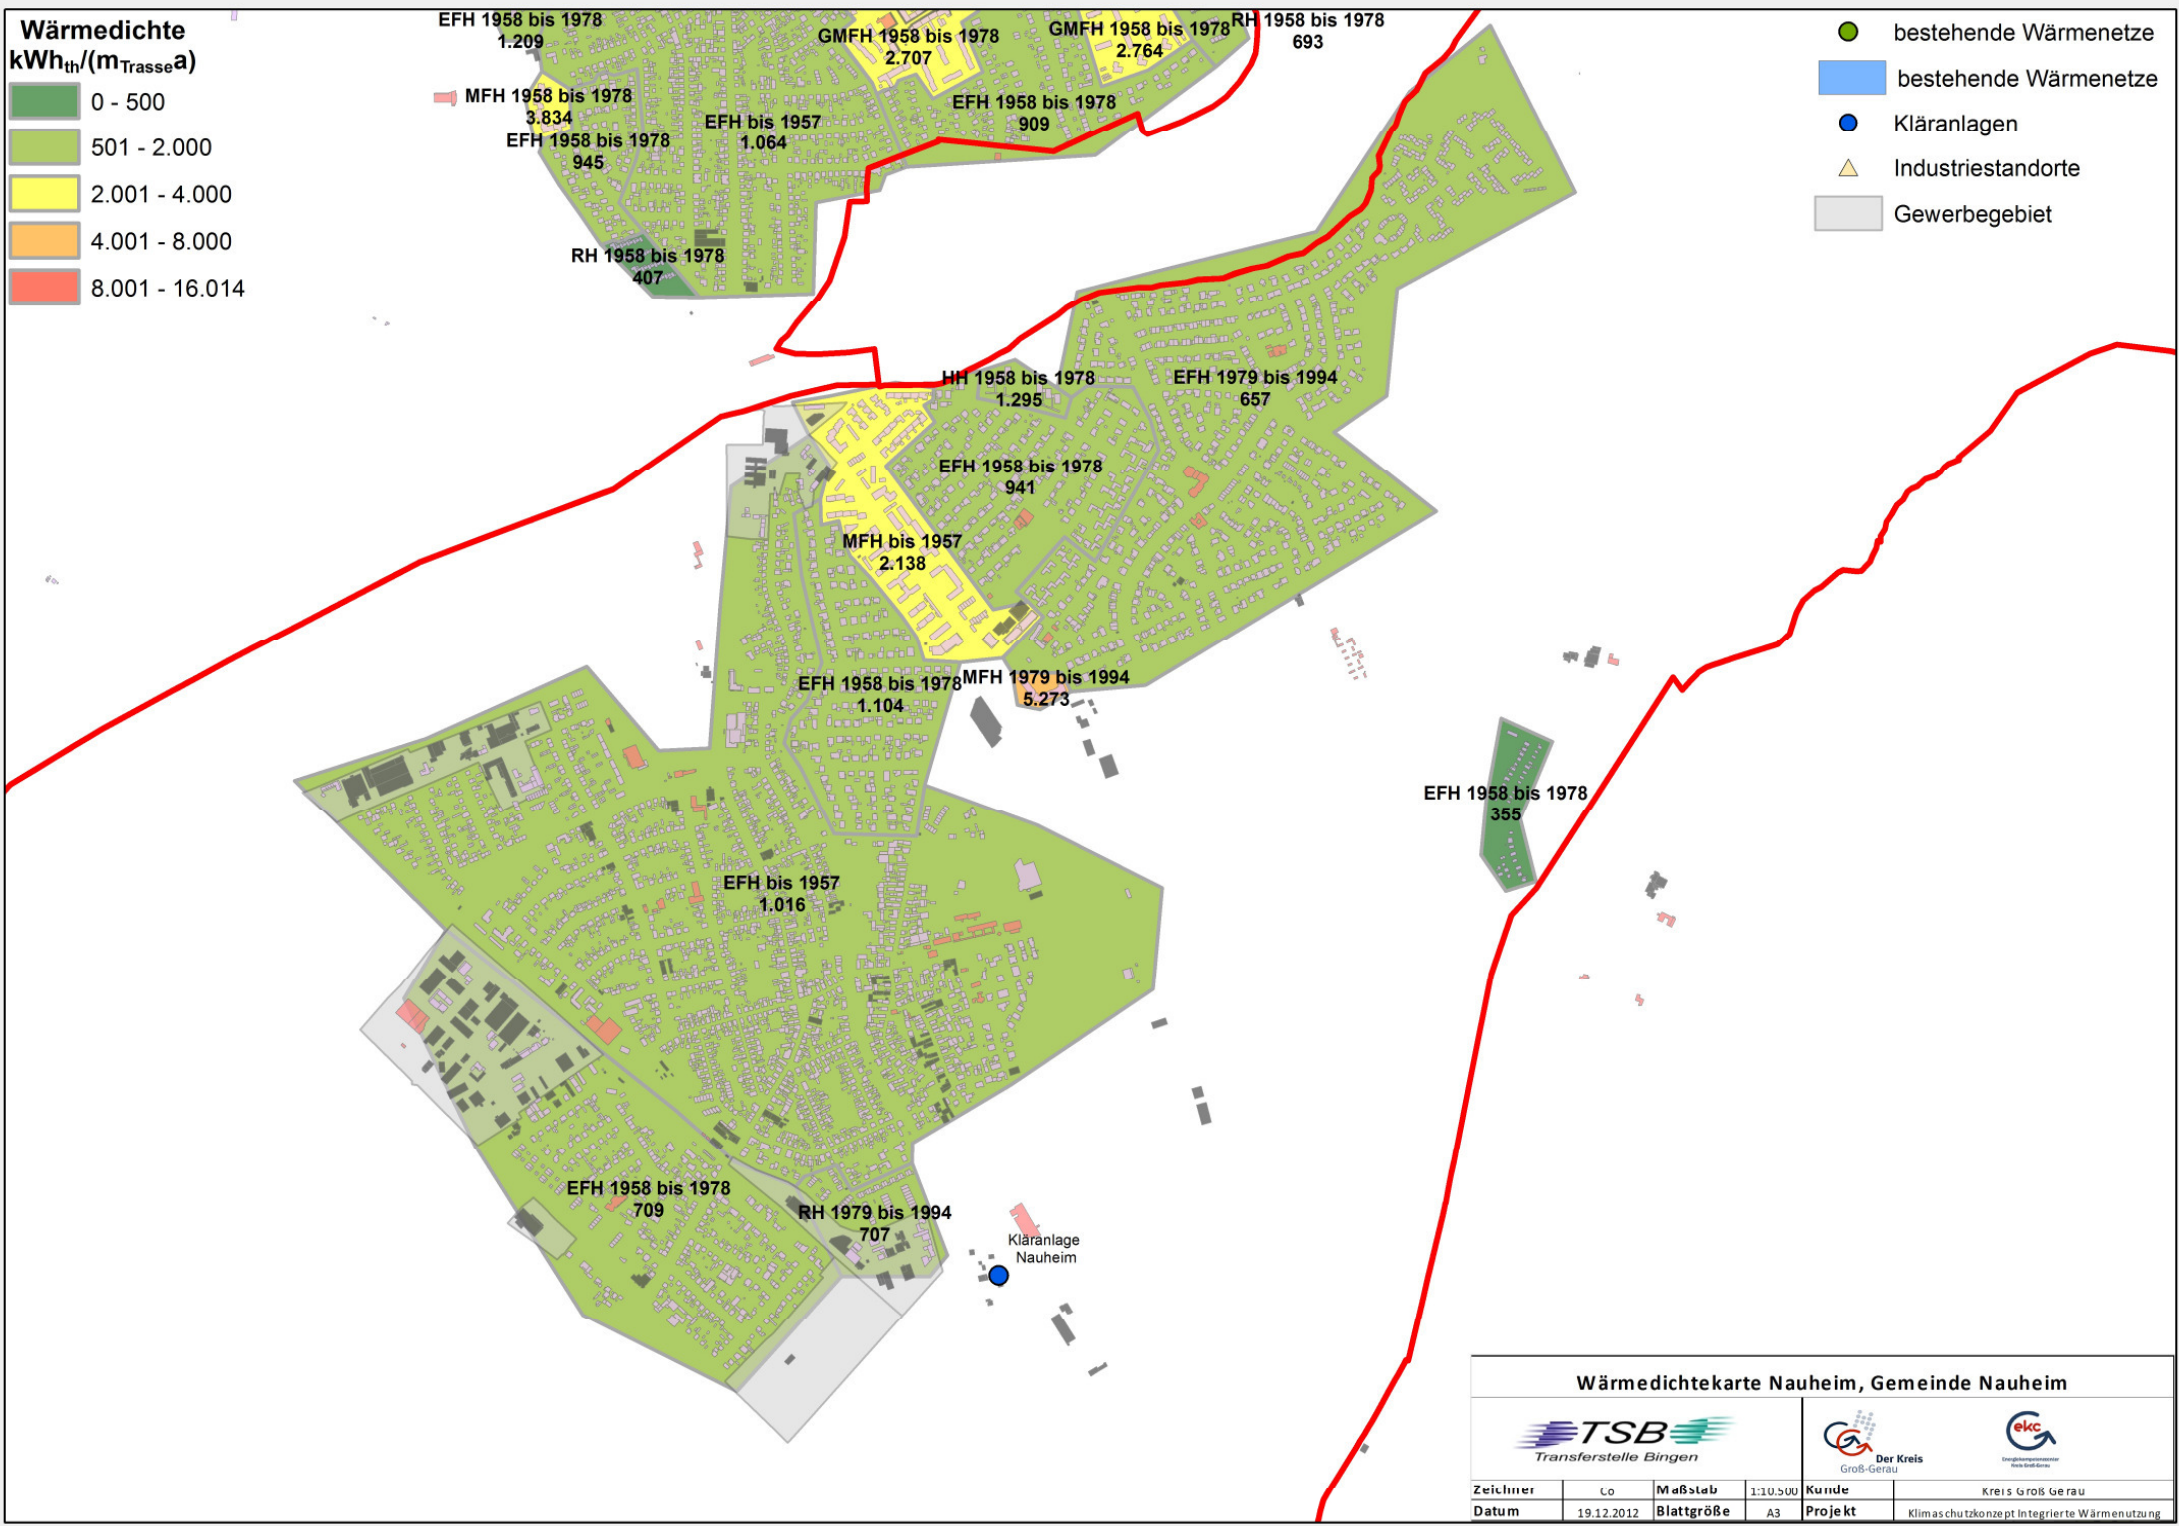 Wärmedichte
kWhth/(mTrassea)
0 - 500
501 - 2.000
2.001 - 4.000
4.001 - 8.000
8.001 - 16.014
bestehende Wärmenetze
bestehende Wärmenetze
Kläranlagen
Industriestandorte
Gewerbegebiet
EFH 1958 bis 1978
1.209
GMFH 1958 bis 1978
2.707
GMFH 1958 bis 1978
2.764
RH 1958 bis 1978
693
MFH 1958 bis 1978
3.834
EFH 1958 bis 1978
945
EFH bis 1957
1.064
EFH 1958 bis 1978
909
RH 1958 bis 1978
407
HH 1958 bis 1978
1.295
EFH 1979 bis 1994
657
EFH 1958 bis 1978
941
MFH bis 1957
2.138
EFH 1958 bis 1978
1.104
MFH 1979 bis 1994
5.273
EFH 1958 bis 1978
355
EFH bis 1957
1.016
EFH 1958 bis 1978
709
RH 1979 bis 1994
707
Kläranlage
Nauheim
Wärmedichtekarte Nauheim, Gemeinde Nauheim
TSB
Transferstelle Bingen
Der Kreis
Groß-Gerau
ekc
Energiekompetenzcenter
Kreis Groß-Gerau
Zeichner Co Maßstab 1:10.500 Kunde Kreis Groß Gerau
Datum 19.12.2012 Blattgröße A3 Projekt Klimaschutzkonzept Integrierte Wärmenutzung